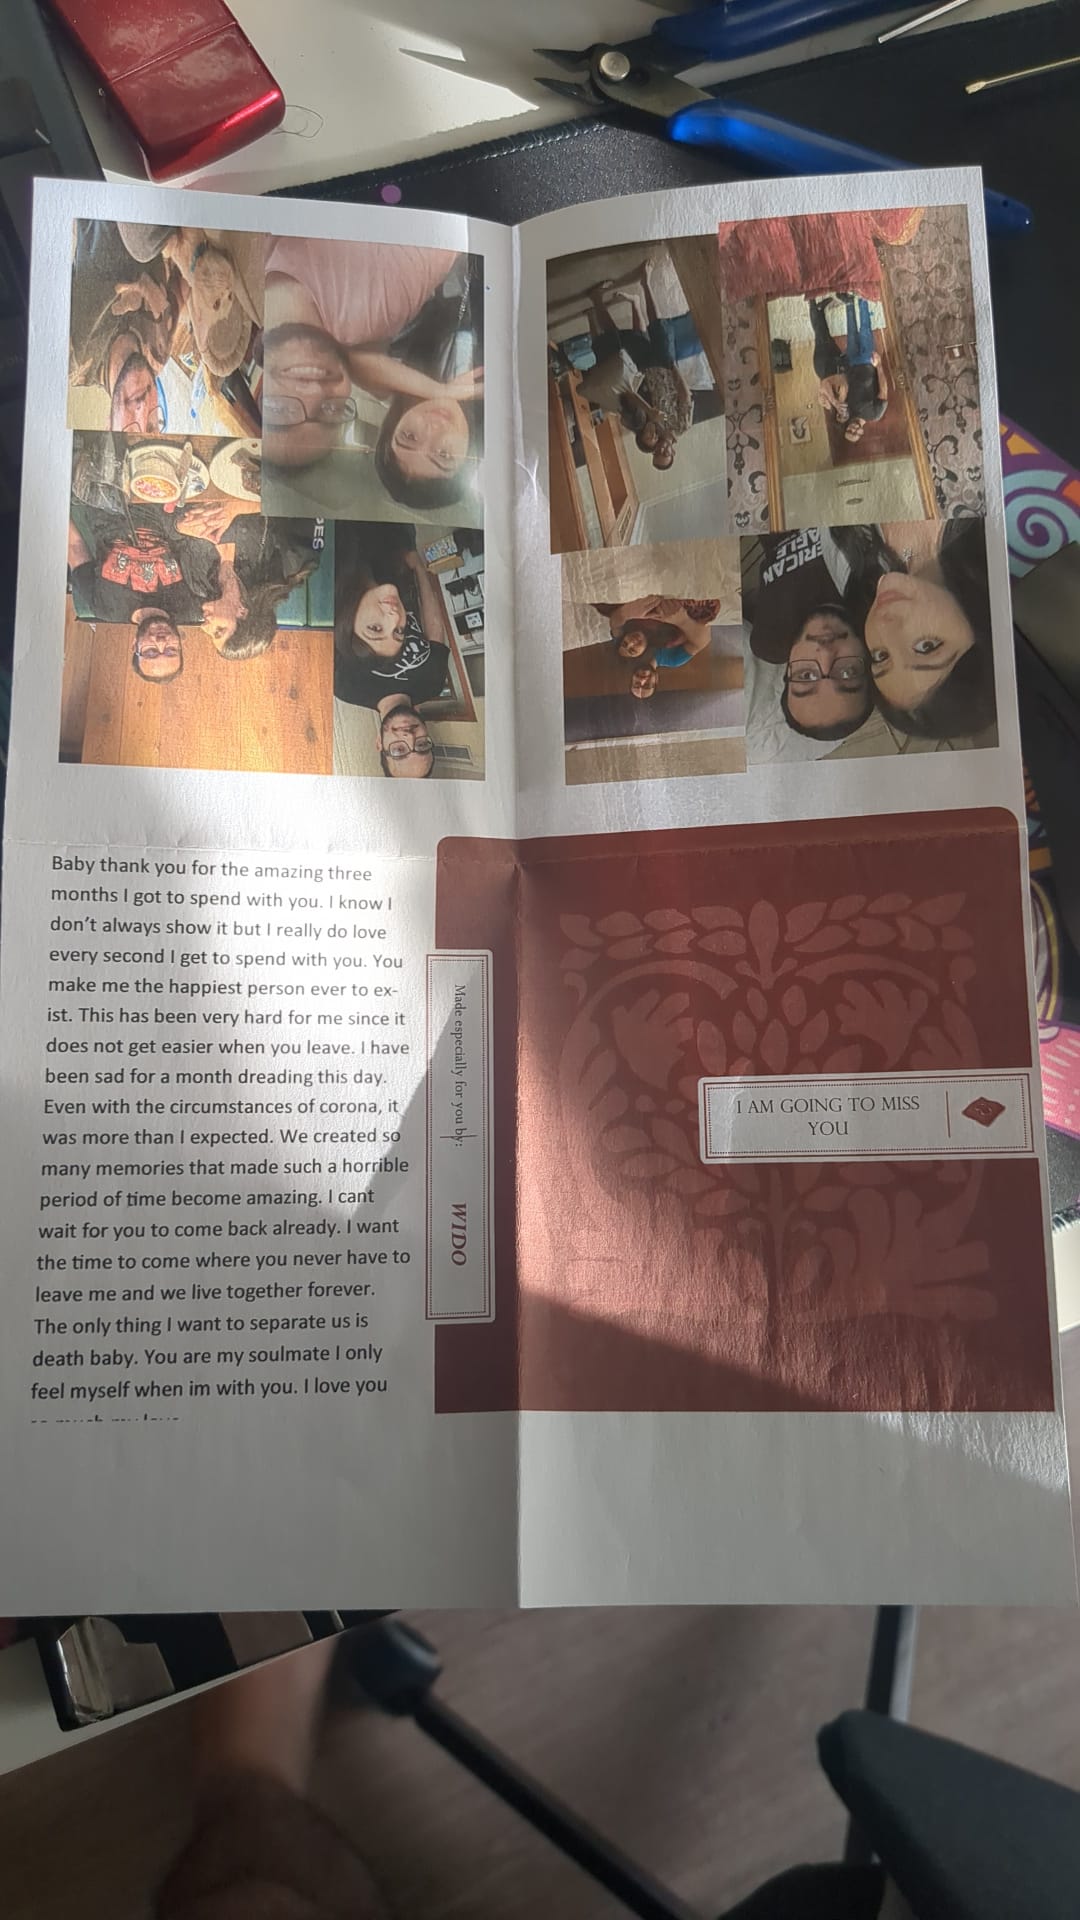 Baby thank you for the amazing three
months I got to spend with you. I know I
don't always show it but I really do love
every second I get to spend with you. You
make me the happiest person ever to ex-
ist. This has been very hard for me since it
does not get easier when you leave. I have
been sad for a month dreading this day.
Even with the circumstances of corona, it
was more than I expected. We created so
many memories that made such a horrible
period of time become amazing. I cant
wait for you to come back already. I want
the time to come where you never have to
leave me and we live together forever.
The only thing I want to separate us is
death baby. You are my soulmate I only
feel myself when im with you. I love you
Made especially for you by:
WIDO
I AM GOING TO MISS
YOU